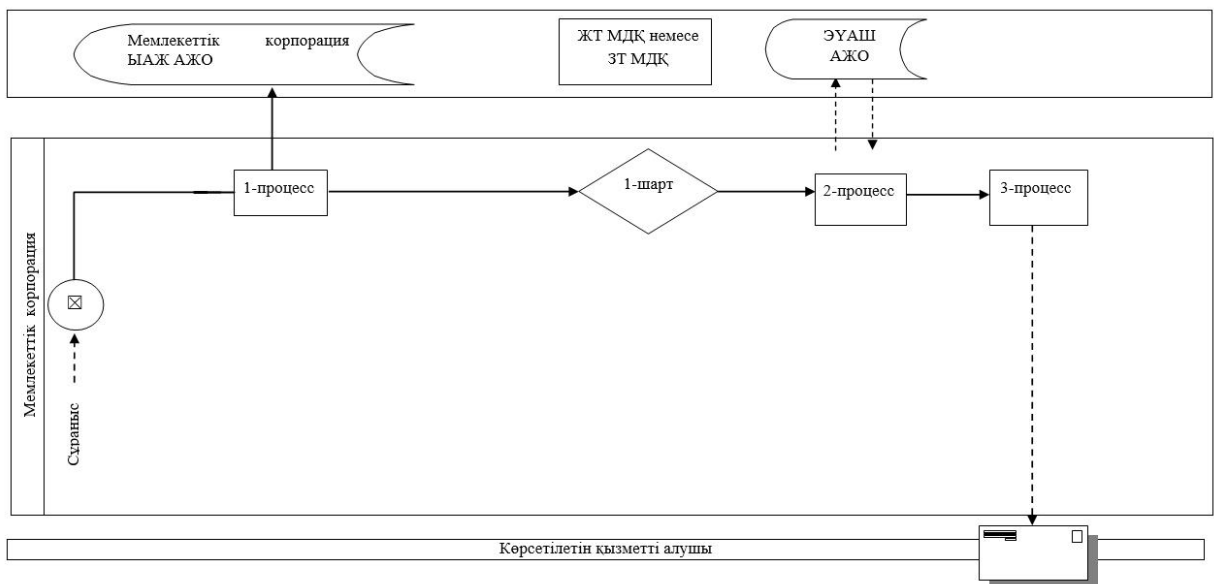 Мемлекеттік корпорация
ЫАЖ АЖО
ЖТ МДҚ немесе
ЗТ МДҚ
ЭҮАШ
АЖО
1-процесс
1-шарт
2-процесс
3-процесс
Мемлекеттік корпорация
Сұраныс
Көрсетілетін қызметті алушы